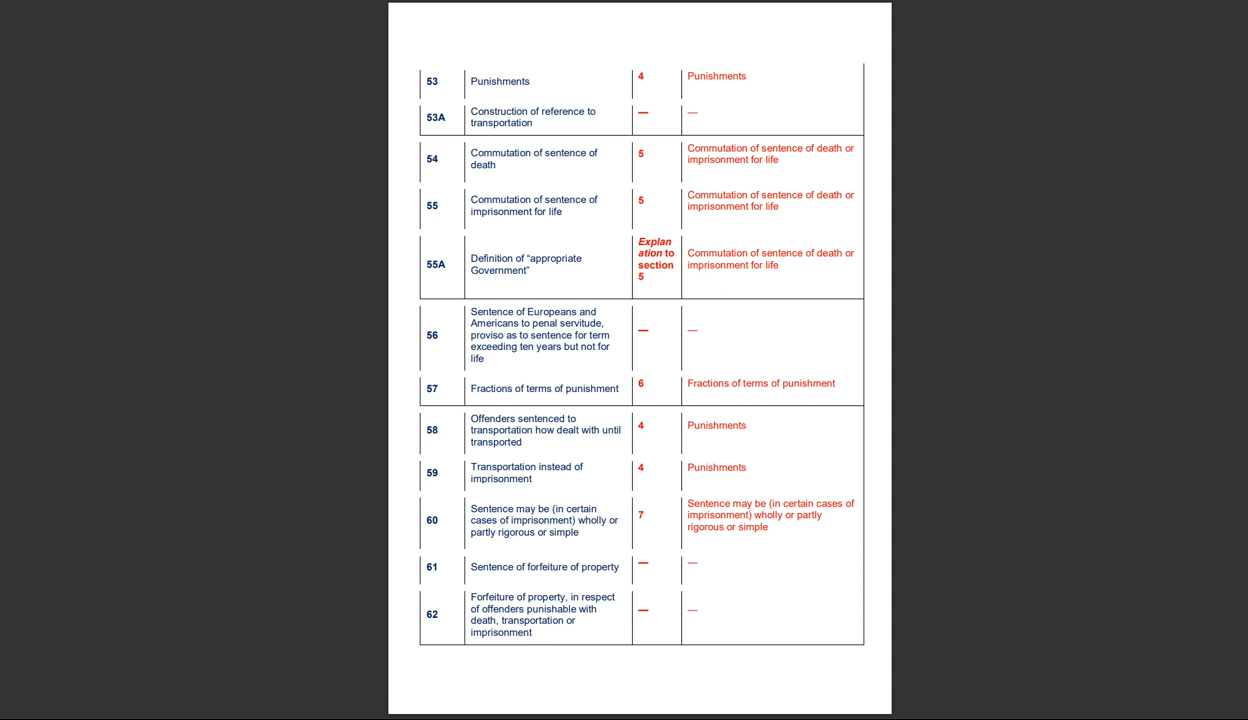 53 Punishments 4 Punishments
53A Construction of reference to — —
transportation
54 Commutation of sentence of 5 Commutation of sentence of death or
death imprisonment for life
55 Commutation of sentence of 5 Commutation of sentence of death or
imprisonment for life imprisonment for life
55A Definition of “appropriate Explan Commutation of sentence of death or
Government” ation to imprisonment for life
section
5
56 Sentence of Europeans and — —
Americans to penal servitude,
proviso as to sentence for term
exceeding ten years but not for
life
57 Fractions of terms of punishment 6 Fractions of terms of punishment
58 Offenders sentenced to 4 Punishments
transportation how dealt with until
transported
59 Transportation instead of 4 Punishments
imprisonment
60 Sentence may be (in certain 7 Sentence may be (in certain cases of
cases of imprisonment) wholly or imprisonment) wholly or partly
partly rigorous or simple rigorous or simple
61 Sentence of forfeiture of property — —
62 Forfeiture of property, in respect — —
of offenders punishable with
death, transportation or
imprisonment